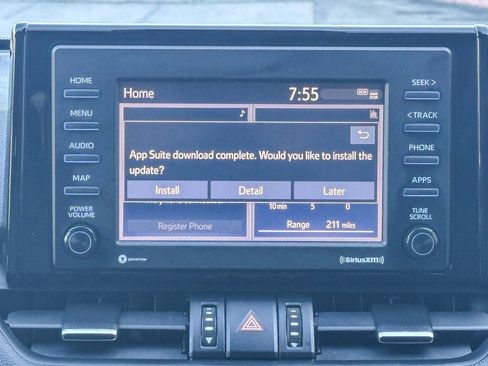 HOME
MENU
AUDIO
MAP
POWER
VOLUME
Home 7:55 DCM
App Suite download complete. Would you like to install the
update?
Install Detail Later
10 min 5 0
Register Phone
Range 211 miles
SEEK >
< TRACK
PHONE
APPS
TUNE
SCROLL
gracenote
SiriusXM